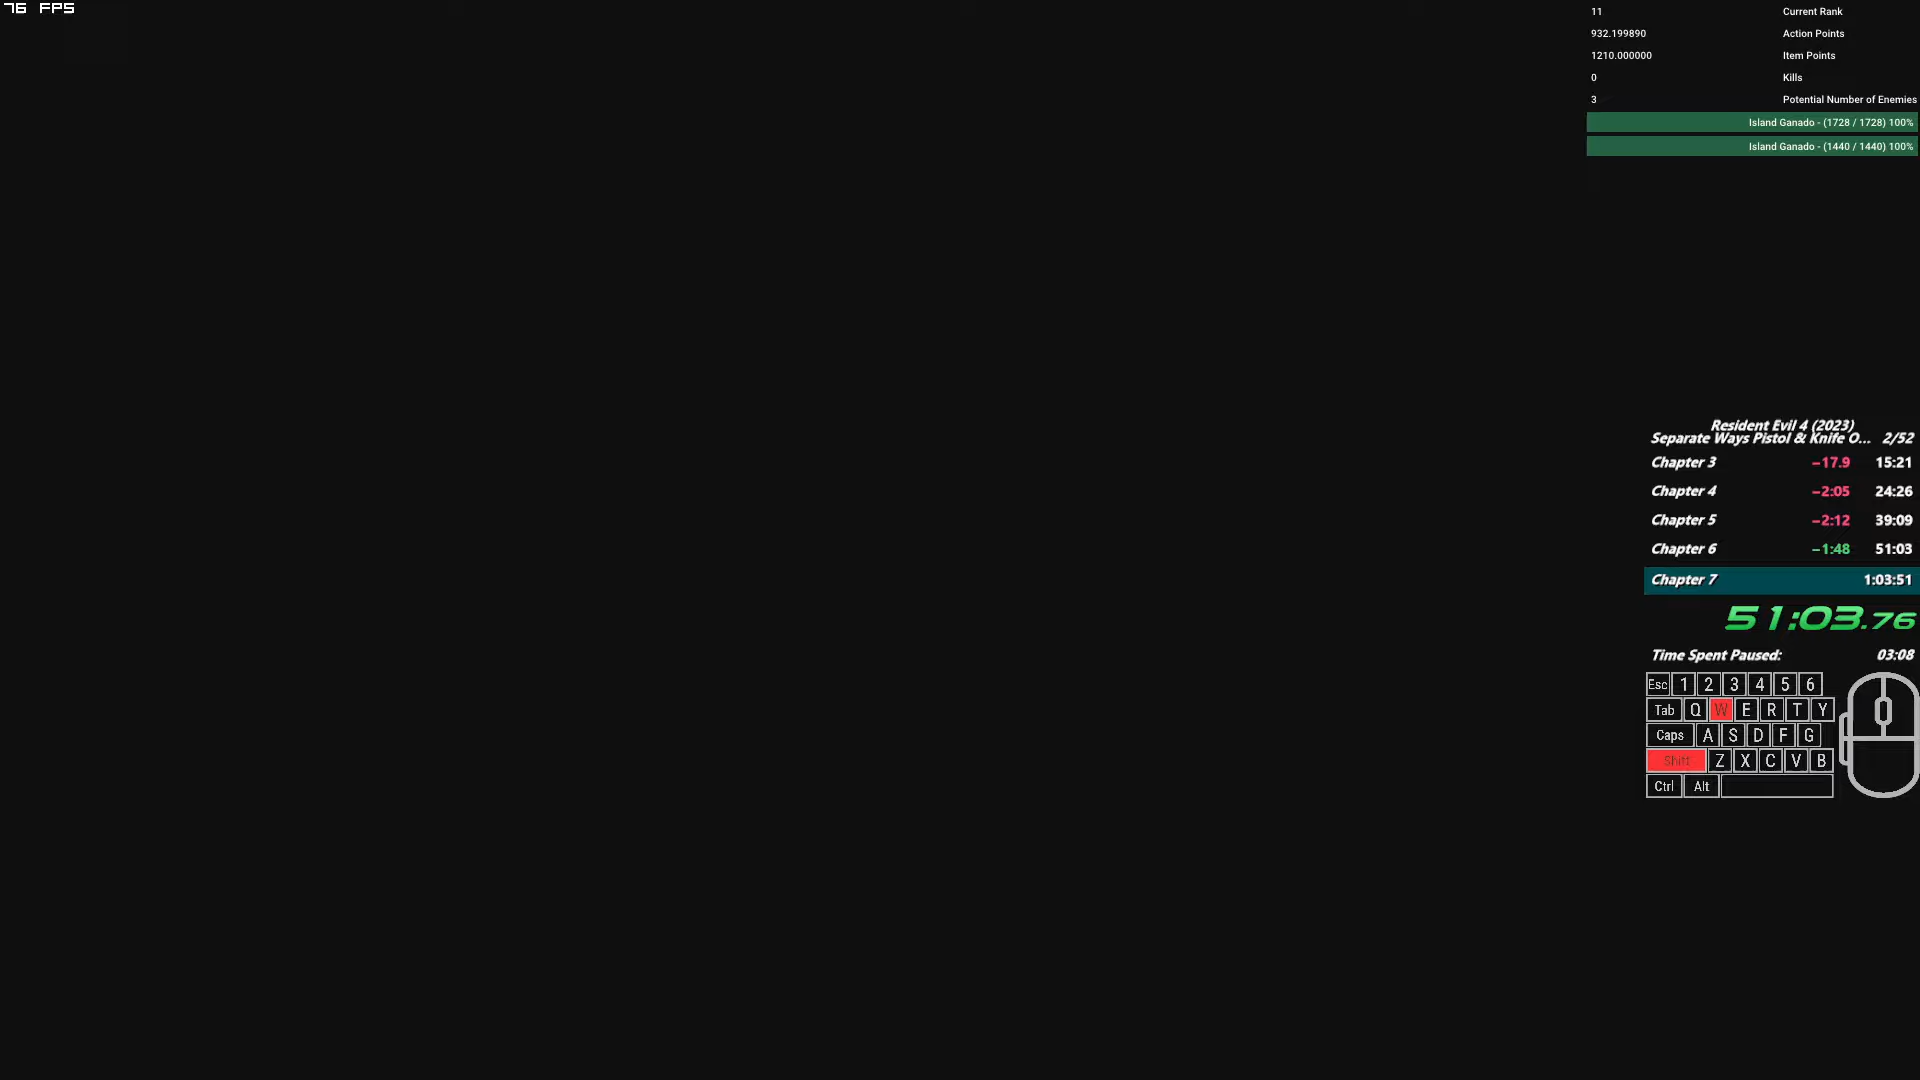 76 FPS
11 Current Rank
932.199890 Action Points
1210.000000 Item Points
0 Kills
3 Potential Number of Enemies
Island Ganado - (1728 / 1728) 100%
Island Ganado - (1440 / 1440) 100%
Resident Evil 4 (2023)
Separate Ways Pistol & Knife O... 2/52
Chapter 3 −17.9 15:21
Chapter 4 −2:05 24:26
Chapter 5 −2:12 39:09
Chapter 6 −1:48 51:03
Chapter 7 1:03:51
51:03.76
Time Spent Paused: 03:08
Esc 1 2 3 4 5 6
Tab Q W E R T Y
Caps A S D F G
Shift Z X C V B
Ctrl Alt